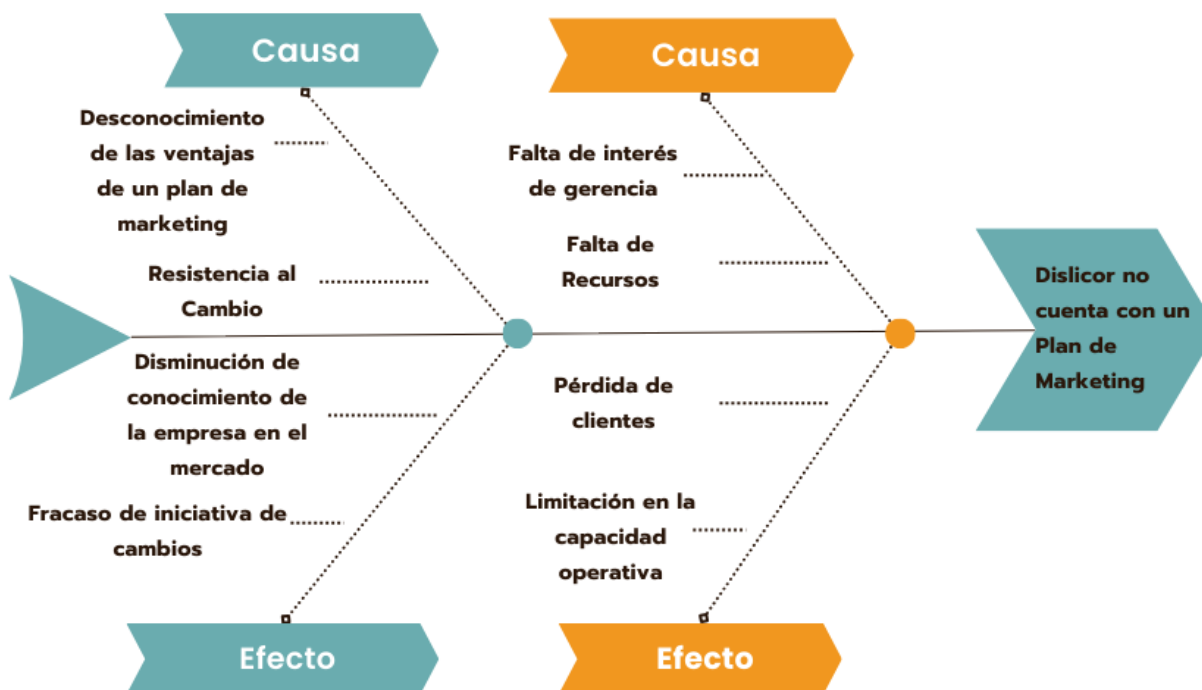 Causa
Desconocimiento
de las ventajas
de un plan de
marketing
Resistencia al
Cambio
Causa
Falta de interés
de gerencia
Falta de
Recursos
Disminución de
conocimiento de
la empresa en el
mercado
Fracaso de iniciativa de
cambios
Efecto
Pérdida de
clientes
Limitación en la
capacidad
operativa
Efecto
Dislicor no
cuenta con un
Plan de
Marketing